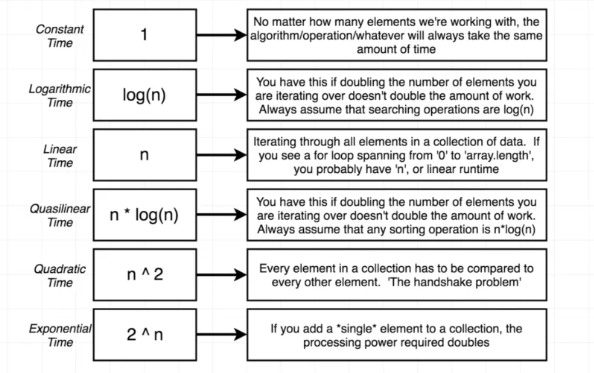 Constant
Time
1
No matter how many elements we're working with, the
algorithm/operation/whatever will always take the same
amount of time
Logarithmic
Time
log(n)
You have this if doubling the number of elements you
are iterating over doesn't double the amount of work.
Always assume that searching operations are log(n)
Linear
Time
n
Iterating through all elements in a collection of data.  If
you see a for loop spanning from '0' to 'array.length',
you probably have 'n', or linear runtime
Quasilinear
Time
n * log(n)
You have this if doubling the number of elements you
are iterating over doesn't double the amount of work.
Always assume that any sorting operation is n*log(n)
Quadratic
Time
n ^ 2
Every element in a collection has to be compared to
every other element.  'The handshake problem'
Exponential
Time
2 ^ n
If you add a *single* element to a collection, the
processing power required doubles